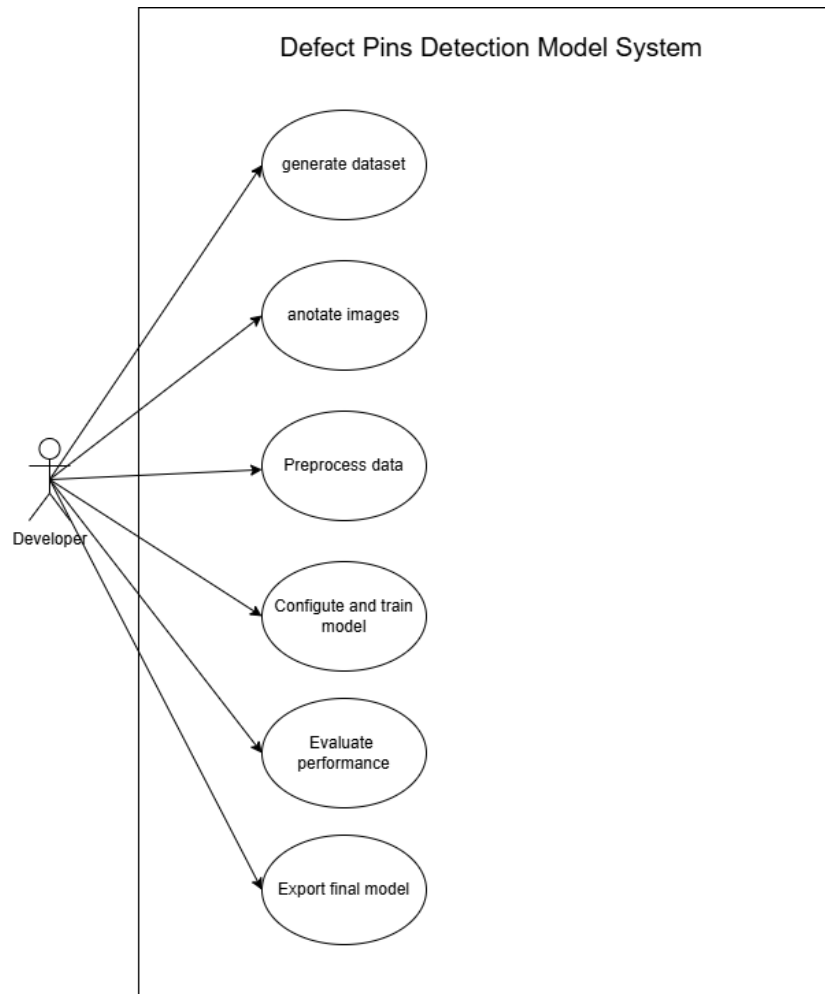 Defect Pins Detection Model System
generate dataset
anotate images
Preprocess data
Developer
Configute and train
model
Evaluate
performance
Export final model